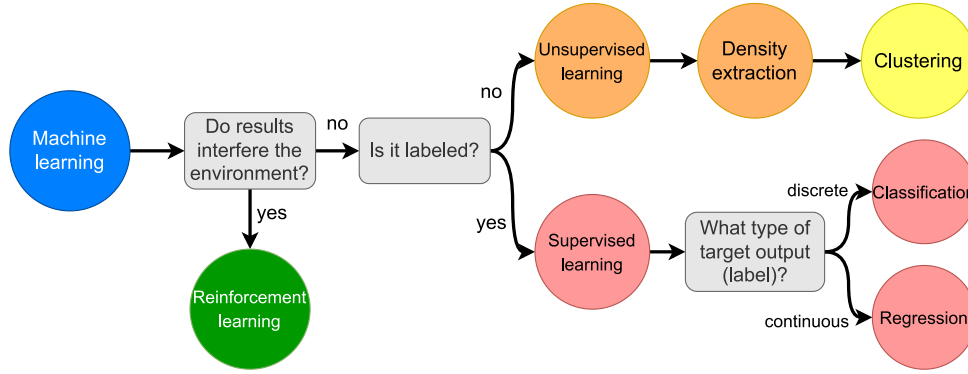 Machine
learning
Do results
interfere the
environment?
no
yes
Reinforcement
learning
Is it labeled?
no
yes
Unsupervised
learning
Density
extraction
Clustering
Supervised
learning
What type of
target output
(label)?
discrete
continuous
Classification
Regression